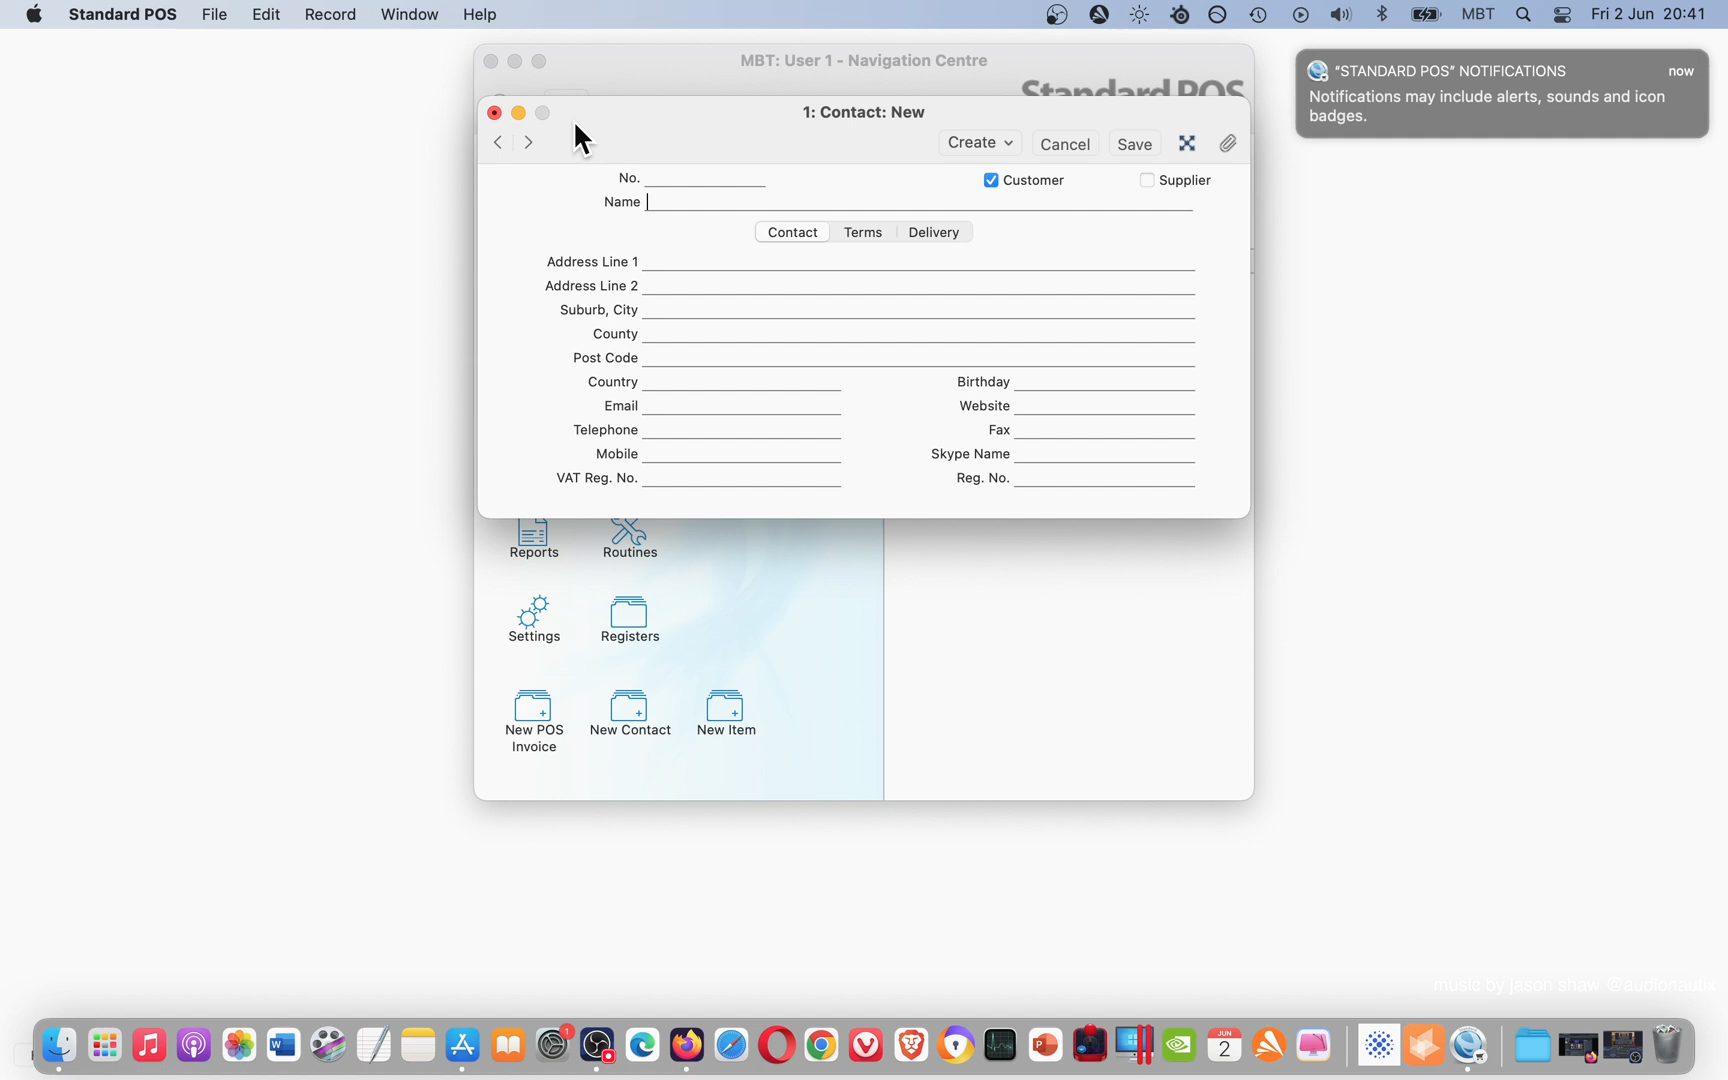 Standard POS File Edit Record Window Help MBT Fri 2 Jun 20:41
MBT: User 1 - Navigation Centre
Standard POS
"STANDARD POS" NOTIFICATIONS now
Notifications may include alerts, sounds and icon
badges.
1: Contact: New
Create Cancel Save
No. Customer Supplier
Name
Contact Terms Delivery
Address Line 1
Address Line 2
Suburb, City
County
Post Code
Country Birthday
Email Website
Telephone Fax
Mobile Skype Name
VAT Reg. No. Reg. No.
Reports Routines
Settings Registers
New POS New Contact New Item
Invoice
music by jason shaw @audionautix
1
JUN
2